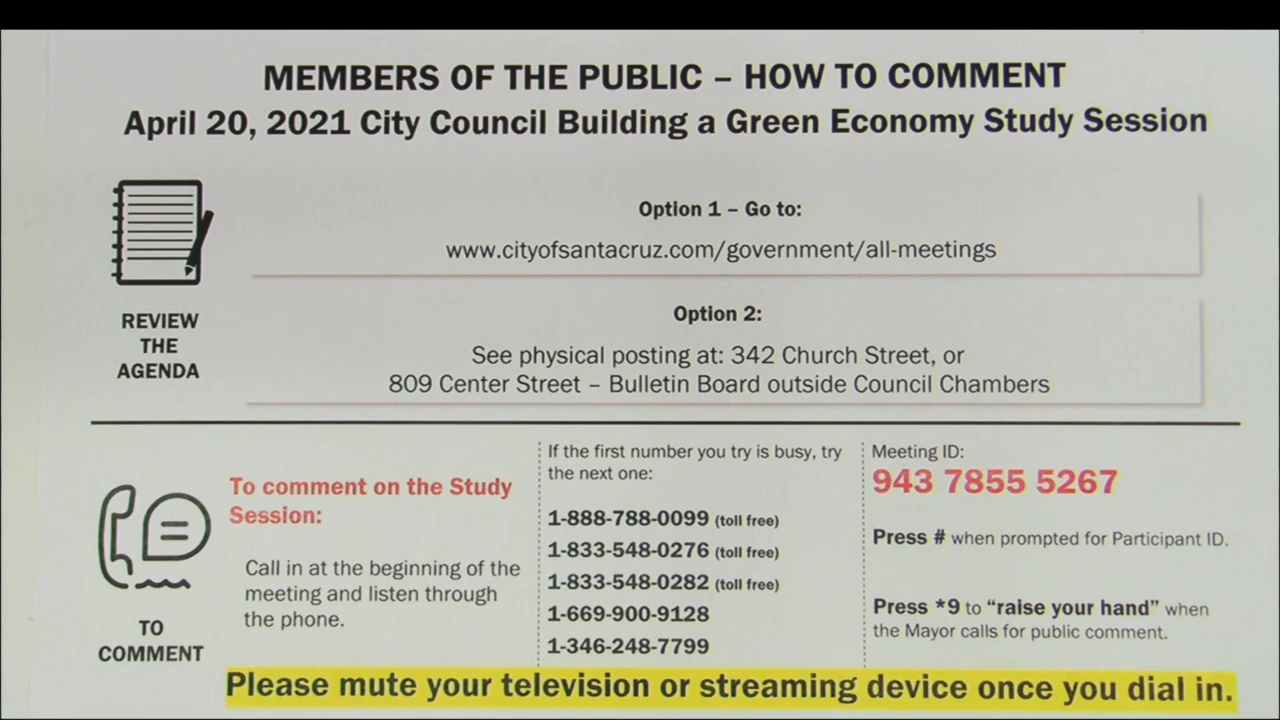 MEMBERS OF THE PUBLIC – HOW TO COMMENT
April 20, 2021 City Council Building a Green Economy Study Session
REVIEW
THE
AGENDA
Option 1 – Go to:
www.cityofsantacruz.com/government/all-meetings
Option 2:
See physical posting at: 342 Church Street, or
809 Center Street – Bulletin Board outside Council Chambers
TO
COMMENT
To comment on the Study
Session:
Call in at the beginning of the
meeting and listen through
the phone.
If the first number you try is busy, try
the next one:
1-888-788-0099 (toll free)
1-833-548-0276 (toll free)
1-833-548-0282 (toll free)
1-669-900-9128
1-346-248-7799
Meeting ID:
943 7855 5267
Press # when prompted for Participant ID.
Press *9 to “raise your hand” when
the Mayor calls for public comment.
Please mute your television or streaming device once you dial in.